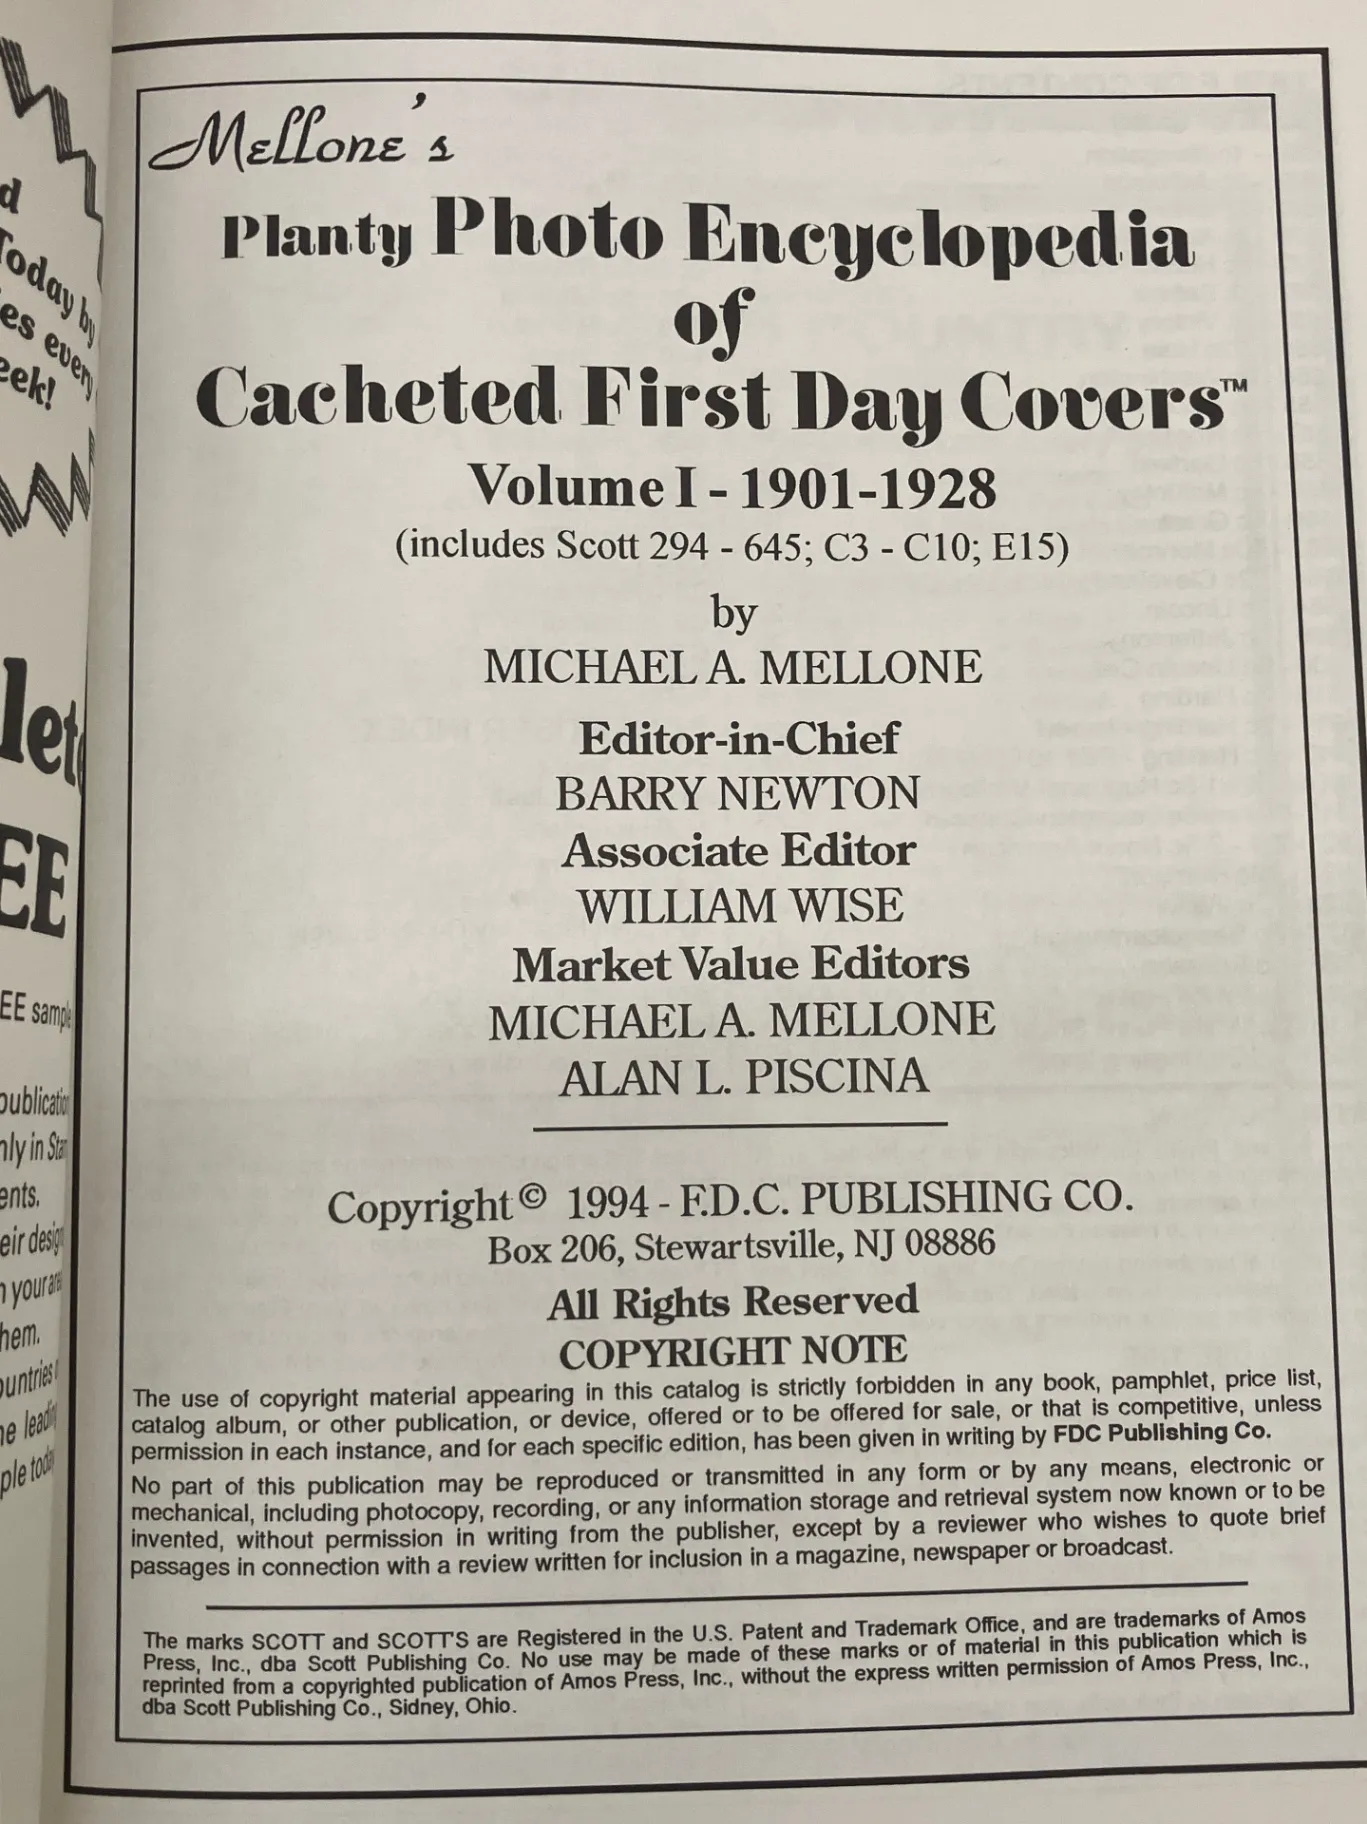 Mellone's
Planty Photo Encyclopedia
of
Cacheted First Day Covers™
Volume I - 1901-1928
(includes Scott 294 - 645; C3 - C10; E15)
by
MICHAEL A. MELLONE
Editor-in-Chief
BARRY NEWTON
Associate Editor
WILLIAM WISE
Market Value Editors
MICHAEL A. MELLONE
ALAN L. PISCINA
Copyright © 1994 - F.D.C. PUBLISHING CO.
Box 206, Stewartsville, NJ 08886
All Rights Reserved
COPYRIGHT NOTE
The use of copyright material appearing in this catalog is strictly forbidden in any book, pamphlet, price list,
catalog album, or other publication, or device, offered or to be offered for sale, or that is competitive, unless
permission in each instance, and for each specific edition, has been given in writing by FDC Publishing Co.
No part of this publication may be reproduced or transmitted in any form or by any means, electronic or
mechanical, including photocopy, recording, or any information storage and retrieval system now known or to be
invented, without permission in writing from the publisher, except by a reviewer who wishes to quote brief
passages in connection with a review written for inclusion in a magazine, newspaper or broadcast.
The marks SCOTT and SCOTT'S are Registered in the U.S. Patent and Trademark Office, and are trademarks of Amos
Press, Inc., dba Scott Publishing Co. No use may be made of these marks or of material in this publication which is
reprinted from a copyrighted publication of Amos Press, Inc., without the express written permission of Amos Press, Inc.,
dba Scott Publishing Co., Sidney, Ohio.